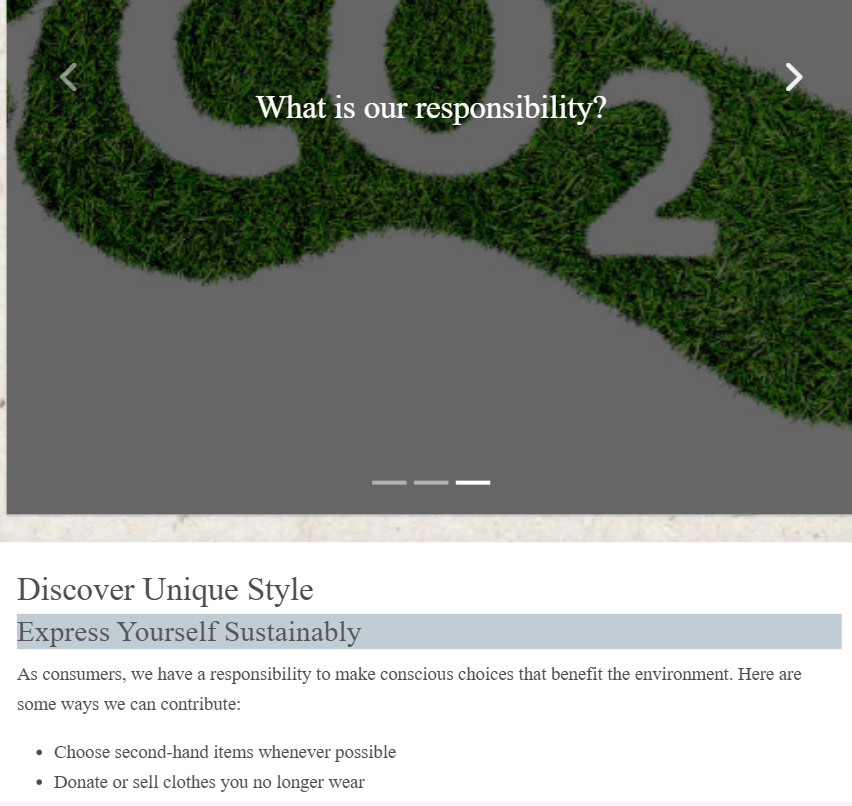 CO2
What is our responsibility?
Discover Unique Style
Express Yourself Sustainably
As consumers, we have a responsibility to make conscious choices that benefit the environment. Here are
some ways we can contribute:
• Choose second-hand items whenever possible
• Donate or sell clothes you no longer wear